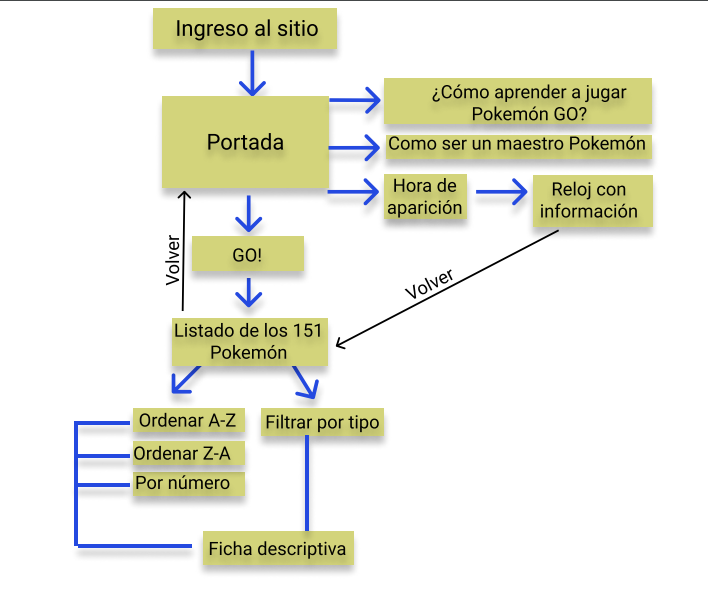 Ingreso al sitio
¿Cómo aprender a jugar
Pokemón GO?
Portada
Como ser un maestro Pokemón
Hora de
aparición
Reloj con
información
Volver
GO!
Volver
Listado de los 151
Pokemón
Ordenar A-Z
Filtrar por tipo
Ordenar Z-A
Por número
Ficha descriptiva